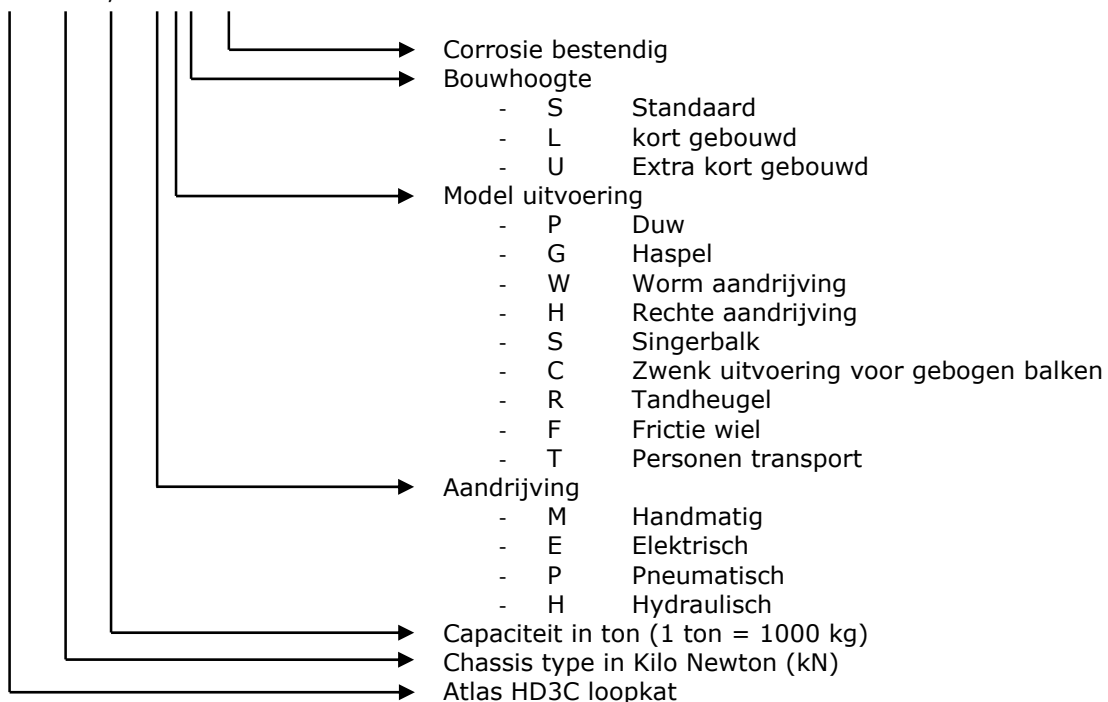 Corrosie bestendig
Bouwhoogte
- S Standaard
- L kort gebouwd
- U Extra kort gebouwd
Model uitvoering
- P Duw
- G Haspel
- W Worm aandrijving
- H Rechte aandrijving
- S Singerbalk
- C Zwenk uitvoering voor gebogen balken
- R Tandheugel
- F Frictie wiel
- T Personen transport
Aandrijving
- M Handmatig
- E Elektrisch
- P Pneumatisch
- H Hydraulisch
Capaciteit in ton (1 ton = 1000 kg)
Chassis type in Kilo Newton (kN)
Atlas HD3C loopkat